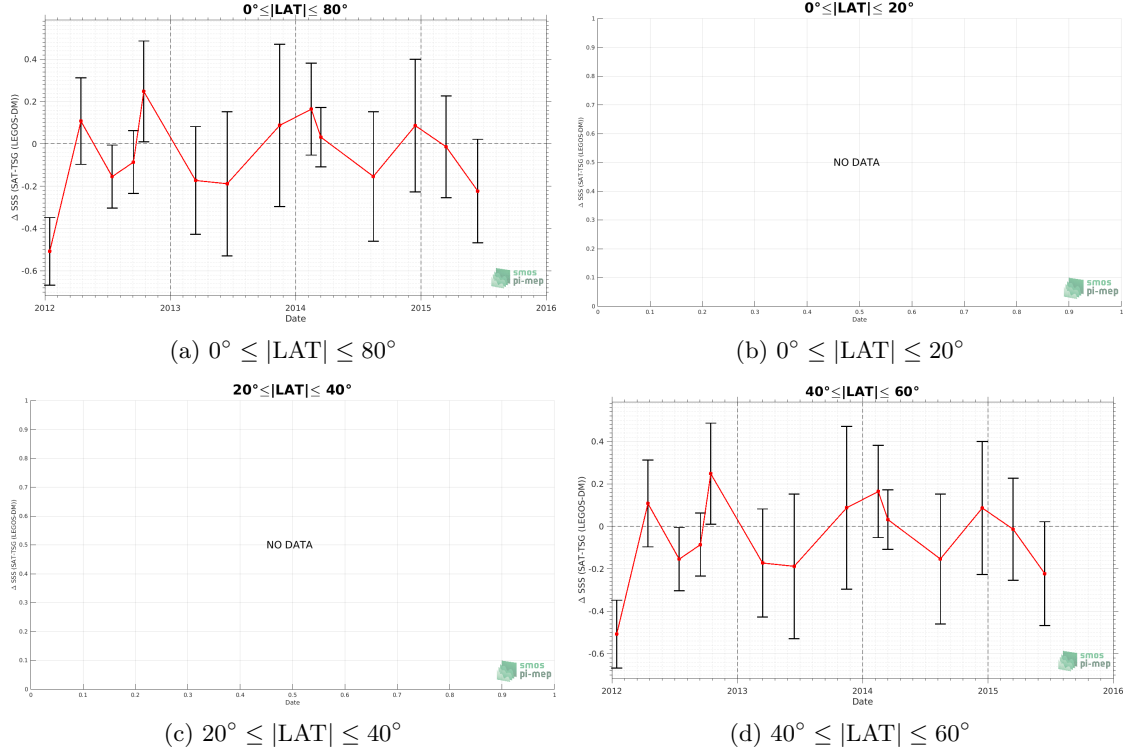 0°≤|LAT|≤ 80°
Δ SSS (SAT-TSG (LEGOS-DM))
0.4
0.2
0
-0.2
-0.4
-0.6
2012
2013
2014
2015
2016
Date
smos
pi-mep
(a) 0° ≤ |LAT| ≤ 80°
0°≤|LAT|≤ 20°
Δ SSS (SAT-TSG (LEGOS-DM))
1
0.9
0.8
0.7
0.6
0.5
0.4
0.3
0.2
0.1
0
NO DATA
0
0.1
0.2
0.3
0.4
0.5
0.6
0.7
0.8
0.9
1
Date
smos
pi-mep
(b) 0° ≤ |LAT| ≤ 20°
20°≤|LAT|≤ 40°
Δ SSS (SAT-TSG (LEGOS-DM))
1
0.9
0.8
0.7
0.6
0.5
0.4
0.3
0.2
0.1
0
NO DATA
0
0.1
0.2
0.3
0.4
0.5
0.6
0.7
0.8
0.9
1
Date
smos
pi-mep
(c) 20° ≤ |LAT| ≤ 40°
40°≤|LAT|≤ 60°
Δ SSS (SAT-TSG (LEGOS-DM))
0.4
0.2
0
-0.2
-0.4
-0.6
2012
2013
2014
2015
2016
Date
smos
pi-mep
(d) 40° ≤ |LAT| ≤ 60°